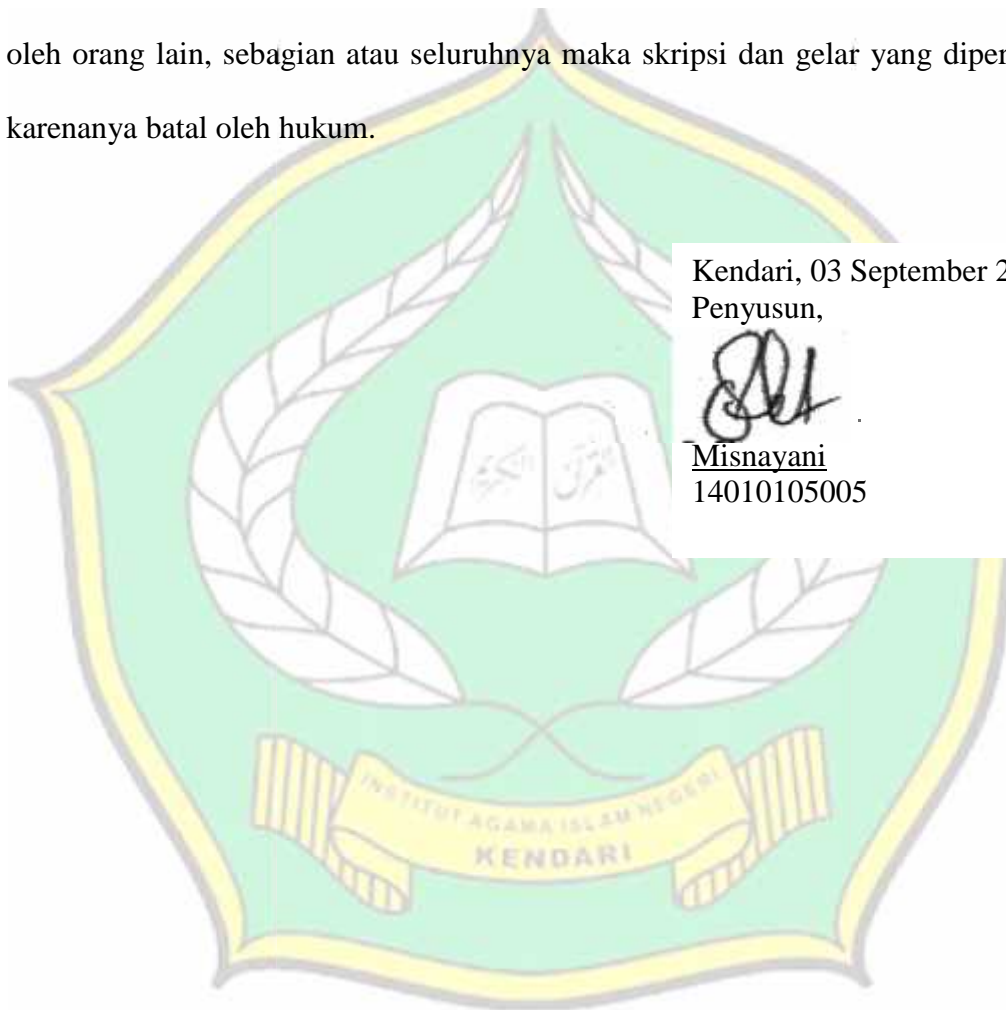 oleh orang lain, sebagian atau seluruhnya maka skripsi dan gelar yang diper
karenanya batal oleh hukum.
Kendari, 03 September 2
Penyusun,
Misnayani
14010105005
INSTITUT AGAMA ISLAM NEGERI
KENDARI